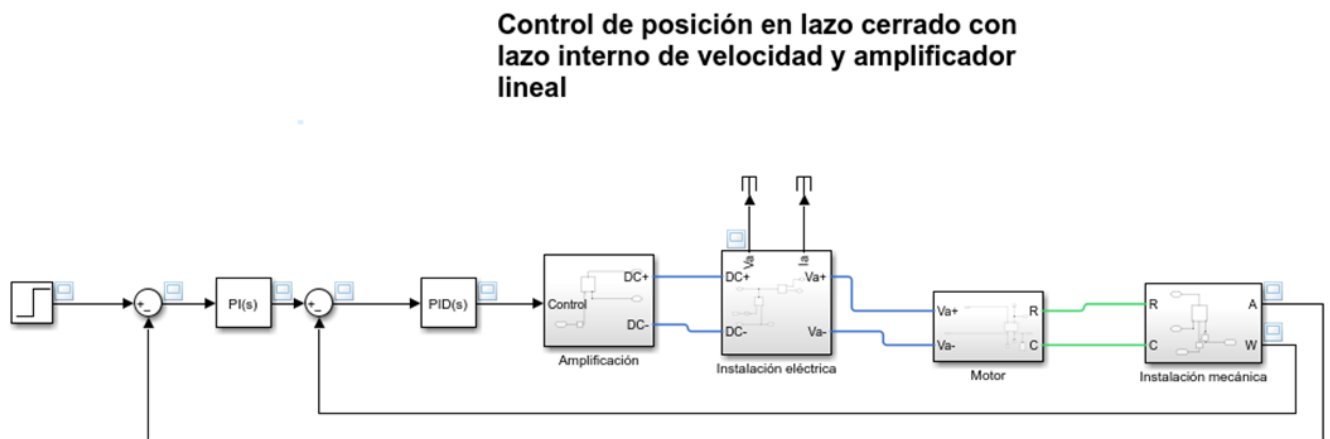 Control de posición en lazo cerrado con
lazo interno de velocidad y amplificador
lineal
Va
Ia
DC+
DC+
Va+
Control
DC-
DC-
Va-
PI(s)
PID(s)
Va+
R
R
A
Va-
C
C
W
Amplificación
Instalación eléctrica
Motor
Instalación mecánica
+
−
+
−